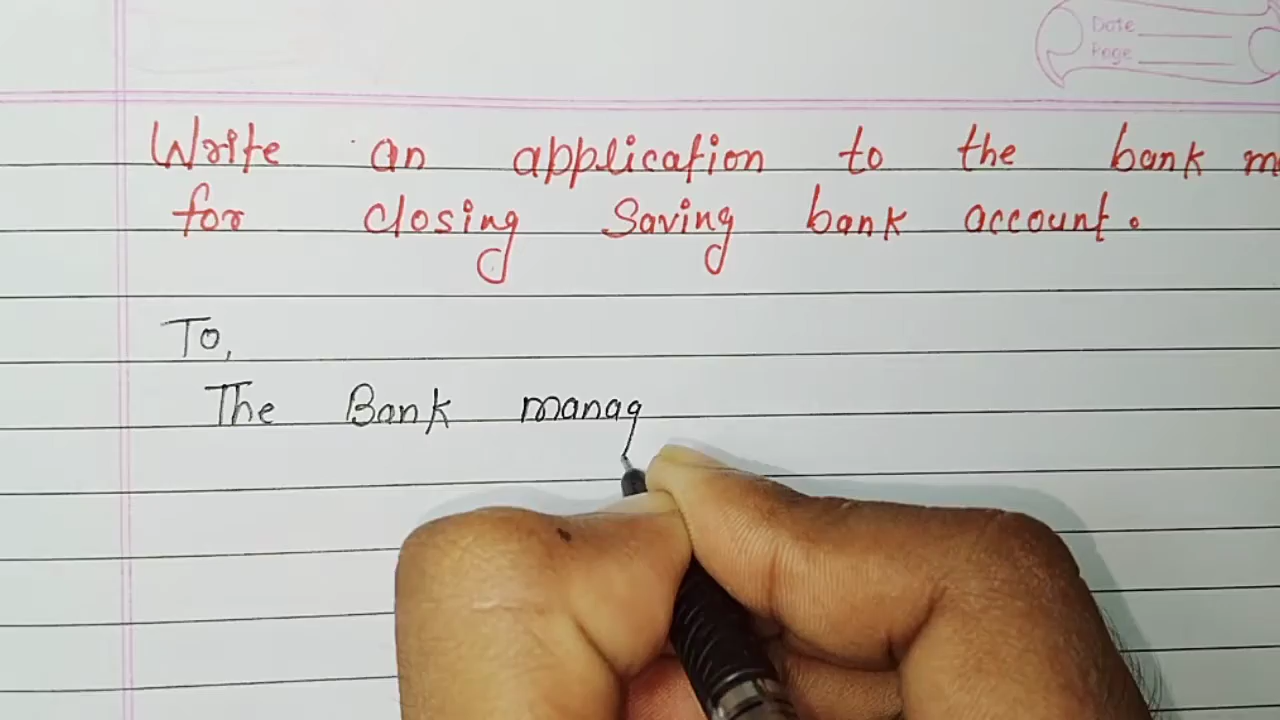 Date
Page
Write an application to the bank m
for closing Saving bank account.
To,
The Bank manag